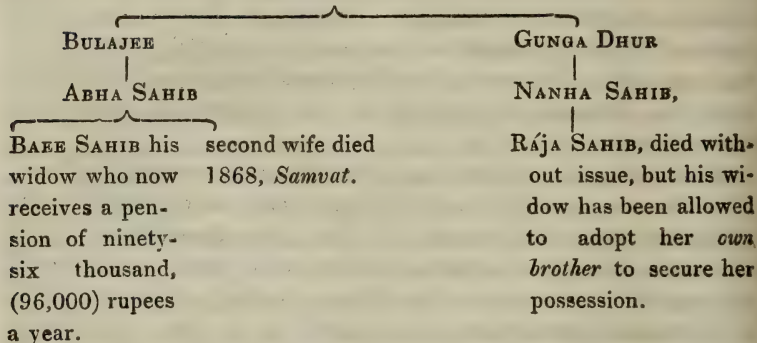 BULAJEE
ABHA SAHIB
BAEE SAHIB his
widow who now
receives a pen-
sion of ninety-
six thousand,
(96,000) rupees
a year.
second wife died
1868, Samvat.
GUNGA DHUR
NANHA SAHIB,
RÁJA SAHIB, died with-
out issue, but his wi-
dow has been allowed
to adopt her own
brother to secure her
possession.